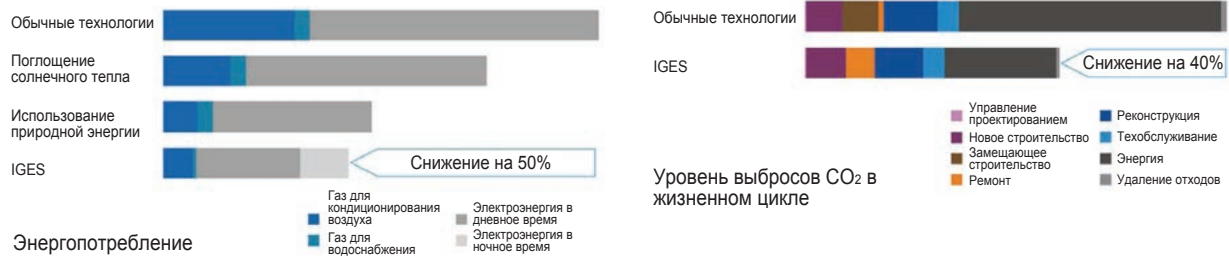 Обычные технологии
Поглощение
солнечного тепла
Использование
природной энергии
IGES
Снижение на 50%
Газ для
кондиционирования
воздуха
Газ для
водоснабжения
Электроэнергия в
дневное время
Электроэнергия в
ночное время
Энергопотребление
Обычные технологии
IGES
Снижение на 40%
Управление
проектированием
Новое строительство
Замещающее
строительство
Ремонт
Реконструкция
Техобслуживание
Энергия
Удаление отходов
Уровень выбросов CO2 в
жизненном цикле